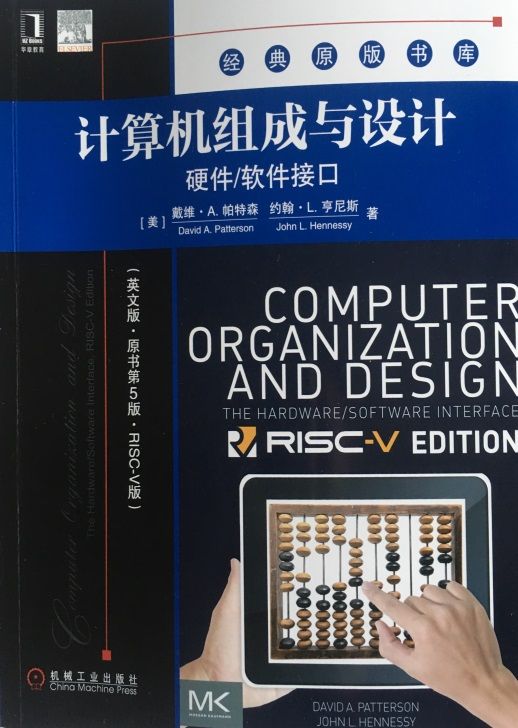 HZ BOOKS
华章教育
ELSEVIER
经典原版书库
计算机组成与设计
硬件/软件接口
[美] 戴维·A. 帕特森 约翰·L. 亨尼斯 著
David A. Patterson John L. Hennessy
(英文版·原书第5版·RISC-V版)
Computer Organization and Design
The Hardware/Software Interface, RISC-V Edition
COMPUTER
ORGANIZATION
AND DESIGN
THE HARDWARE/SOFTWARE INTERFACE
RISC-V EDITION
机械工业出版社
China Machine Press
MK
MORGAN KAUFMANN
DAVID A. PATTERSON
JOHN L. HENNESSY